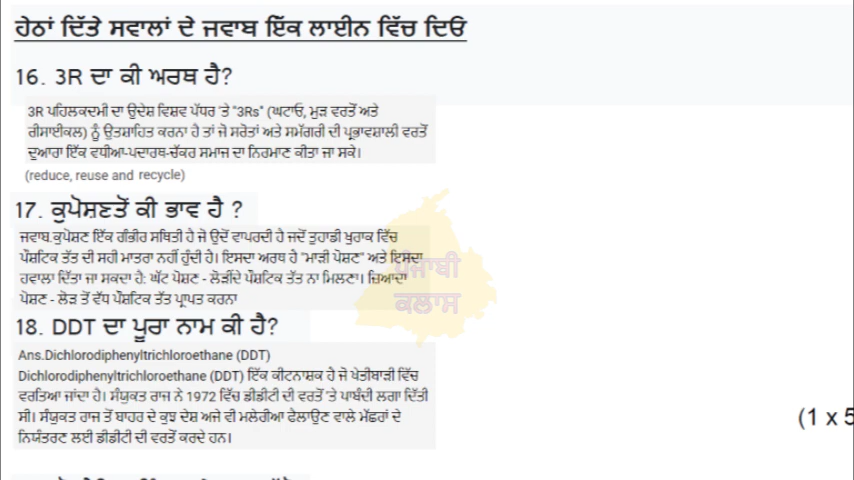 ਹੇਠਾਂ ਦਿੱਤੇ ਸਵਾਲਾਂ ਦੇ ਜਵਾਬ ਇੱਕ ਲਾਈਨ ਵਿੱਚ ਦਿਓ
16. 3R ਦਾ ਕੀ ਅਰਥ ਹੈ?
3R ਪਹਿਲਕਦਮੀ ਦਾ ਉਦੇਸ਼ ਵਿਸ਼ਵ ਪੱਧਰ 'ਤੇ "3Rs" (ਘਟਾਓ, ਮੁੜ ਵਰਤੋਂ ਅਤੇ
ਰੀਸਾਈਕਲ) ਨੂੰ ਉਤਸ਼ਾਹਿਤ ਕਰਨਾ ਹੈ ਤਾਂ ਜੋ ਸਰੋਤਾਂ ਅਤੇ ਸਮੱਗਰੀ ਦੀ ਪ੍ਰਭਾਵਸ਼ਾਲੀ ਵਰਤੋਂ
ਦੁਆਰਾ ਇੱਕ ਵਧੀਆ-ਪਦਾਰਥ-ਚੱਕਰ ਸਮਾਜ ਦਾ ਨਿਰਮਾਣ ਕੀਤਾ ਜਾ ਸਕੇ।
(reduce, reuse and recycle)
17. ਕੁਪੋਸ਼ਣਤੋਂ ਕੀ ਭਾਵ ਹੈ ?
ਜਵਾਬ.ਕੁਪੋਸ਼ਣ ਇੱਕ ਗੰਭੀਰ ਸਥਿਤੀ ਹੈ ਜੋ ਉਦੋਂ ਵਾਪਰਦੀ ਹੈ ਜਦੋਂ ਤੁਹਾਡੀ ਖੁਰਾਕ ਵਿੱਚ
ਪੌਸ਼ਟਿਕ ਤੱਤ ਦੀ ਸਹੀ ਮਾਤਰਾ ਨਹੀਂ ਹੁੰਦੀ ਹੈ। ਇਸਦਾ ਅਰਥ ਹੈ "ਮਾੜੀ ਪੋਸ਼ਣ" ਅਤੇ ਇਸਦਾ
ਹਵਾਲਾ ਦਿੱਤਾ ਜਾ ਸਕਦਾ ਹੈ: ਘੱਟ ਪੋਸ਼ਣ - ਲੋੜੀਂਦੇ ਪੌਸ਼ਟਿਕ ਤੱਤ ਨਾ ਮਿਲਣਾ। ਜ਼ਿਆਦਾ
ਪੋਸ਼ਣ - ਲੋੜ ਤੋਂ ਵੱਧ ਪੌਸ਼ਟਿਕ ਤੱਤ ਪ੍ਰਾਪਤ ਕਰਨਾ
ਪੰਜਾਬੀ
ਕਲਾਸ
18. DDT ਦਾ ਪੂਰਾ ਨਾਮ ਕੀ ਹੈ?
Ans.Dichlorodiphenyltrichloroethane (DDT)
Dichlorodiphenyltrichloroethane (DDT) ਇੱਕ ਕੀਟਨਾਸ਼ਕ ਹੈ ਜੋ ਖੇਤੀਬਾੜੀ ਵਿੱਚ
ਵਰਤਿਆ ਜਾਂਦਾ ਹੈ। ਸੰਯੁਕਤ ਰਾਜ ਨੇ 1972 ਵਿੱਚ ਡੀਡੀਟੀ ਦੀ ਵਰਤੋਂ 'ਤੇ ਪਾਬੰਦੀ ਲਗਾ ਦਿੱਤੀ
ਸੀ। ਸੰਯੁਕਤ ਰਾਜ ਤੋਂ ਬਾਹਰ ਦੇ ਕੁਝ ਦੇਸ਼ ਅਜੇ ਵੀ ਮਲੇਰੀਆ ਫੈਲਾਉਣ ਵਾਲੇ ਮੱਛਰਾਂ ਦੇ
ਨਿਯੰਤਰਣ ਲਈ ਡੀਡੀਟੀ ਦੀ ਵਰਤੋਂ ਕਰਦੇ ਹਨ।
(1 x 5